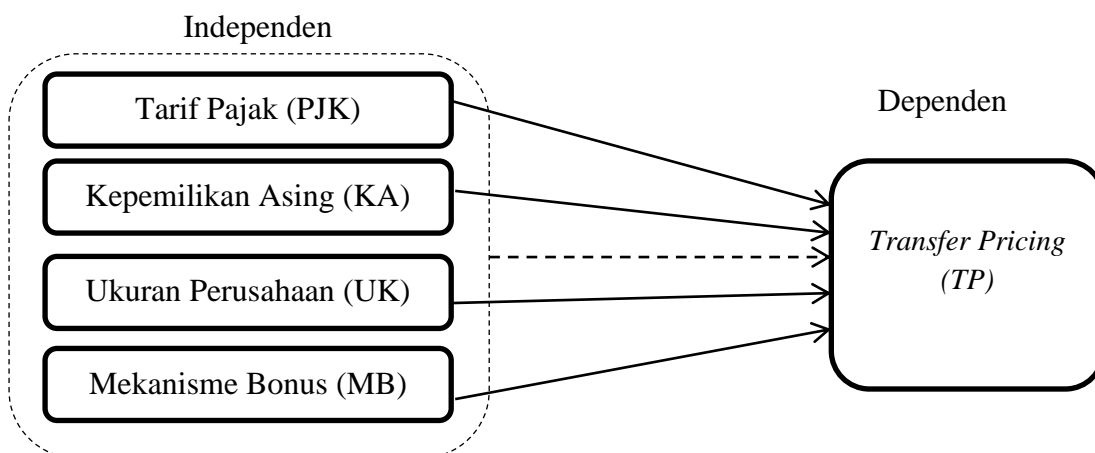 Independen
Tarif Pajak (PJK)
Kepemilikan Asing (KA)
Ukuran Perusahaan (UK)
Mekanisme Bonus (MB)
Dependen
Transfer Pricing
(TP)